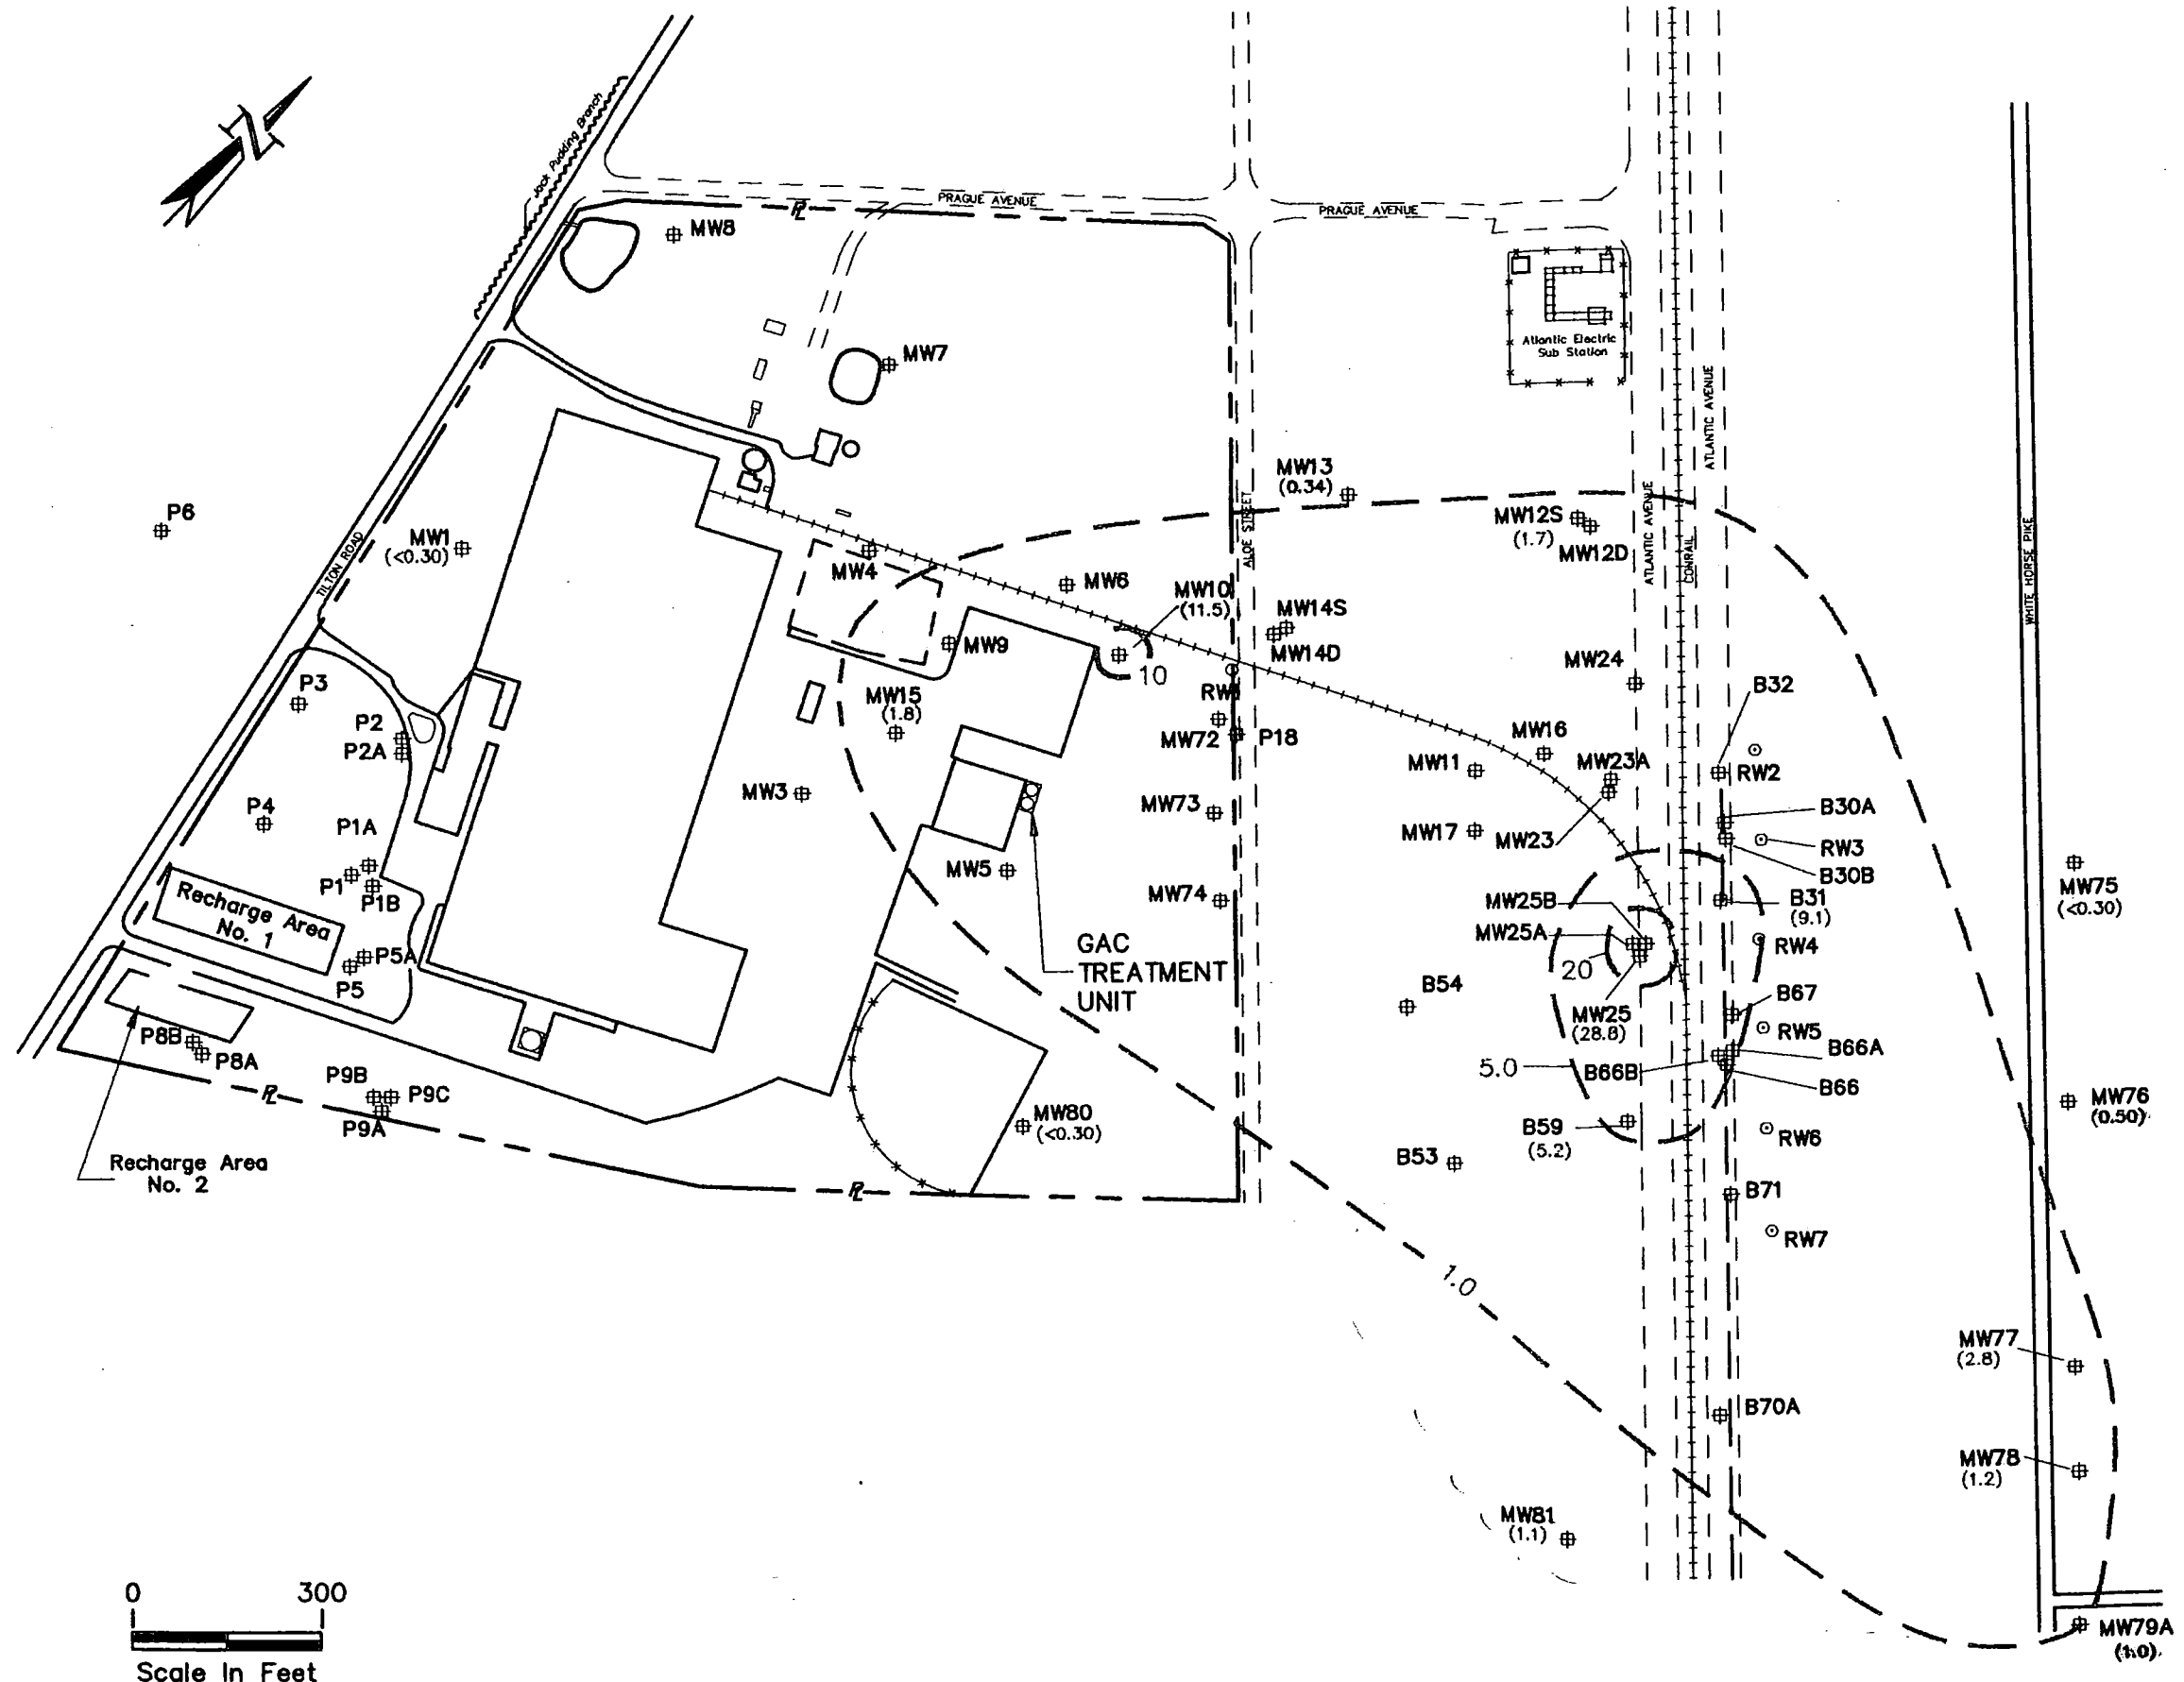 Jack Pudding Branch
PRAGUE AVENUE
PRAGUE AVENUE
MW8
MW7
Atlantic Electric
Sub Station
ATLANTIC AVENUE
ATLANTIC AVENUE
CONRAIL
WHITE HORSE PIKE
ALOE STREET
TILTON ROAD
P6
MW1
(<0.30)
MW4
MW6
MW13
(0.34)
MW12S
(1.7)
MW12D
MW10
(11.5)
10
MW14S
MW14D
MW9
MW15
(1.8)
RW1
MW72
P18
MW24
MW16
B32
RW2
P3
P2
P2A
P4
P1A
P1
P1B
MW3
MW73
MW11
MW23A
MW17
MW23
B30A
RW3
B30B
MW75
(<0.30)
MW5
MW74
MW25B
MW25A
B31
(9.1)
RW4
Recharge Area
No. 1
P5A
P5
GAC
TREATMENT
UNIT
20
B54
MW25
(28.8)
B67
RW5
P8B
P8A
5.0
B66B
B66A
B66
P9B
P9C
P9A
PL
PL
PL
MW80
(<0.30)
B59
(5.2)
RW6
MW76
(0.50)
Recharge Area
No. 2
B53
B71
RW7
1.0
MW77
(2.8)
B70A
MW78
(1.2)
MW81
(1.1)
MW79A
(1.0)
0 300
Scale In Feet